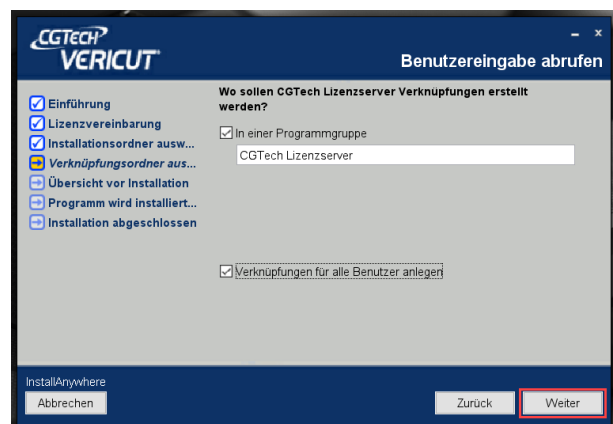 CGTECH
VERICUT
Benutzereingabe abrufen
Einführung
Lizenzvereinbarung
Installationsordner ausw...
Verknüpfungsordner aus...
Übersicht vor Installation
Programm wird installiert...
Installation abgeschlossen
Wo sollen CGTech Lizenzserver Verknüpfungen erstellt
werden?
In einer Programmgruppe
CGTech Lizenzserver
Verknüpfungen für alle Benutzer anlegen
InstallAnywhere
Abbrechen
Zurück
Weiter